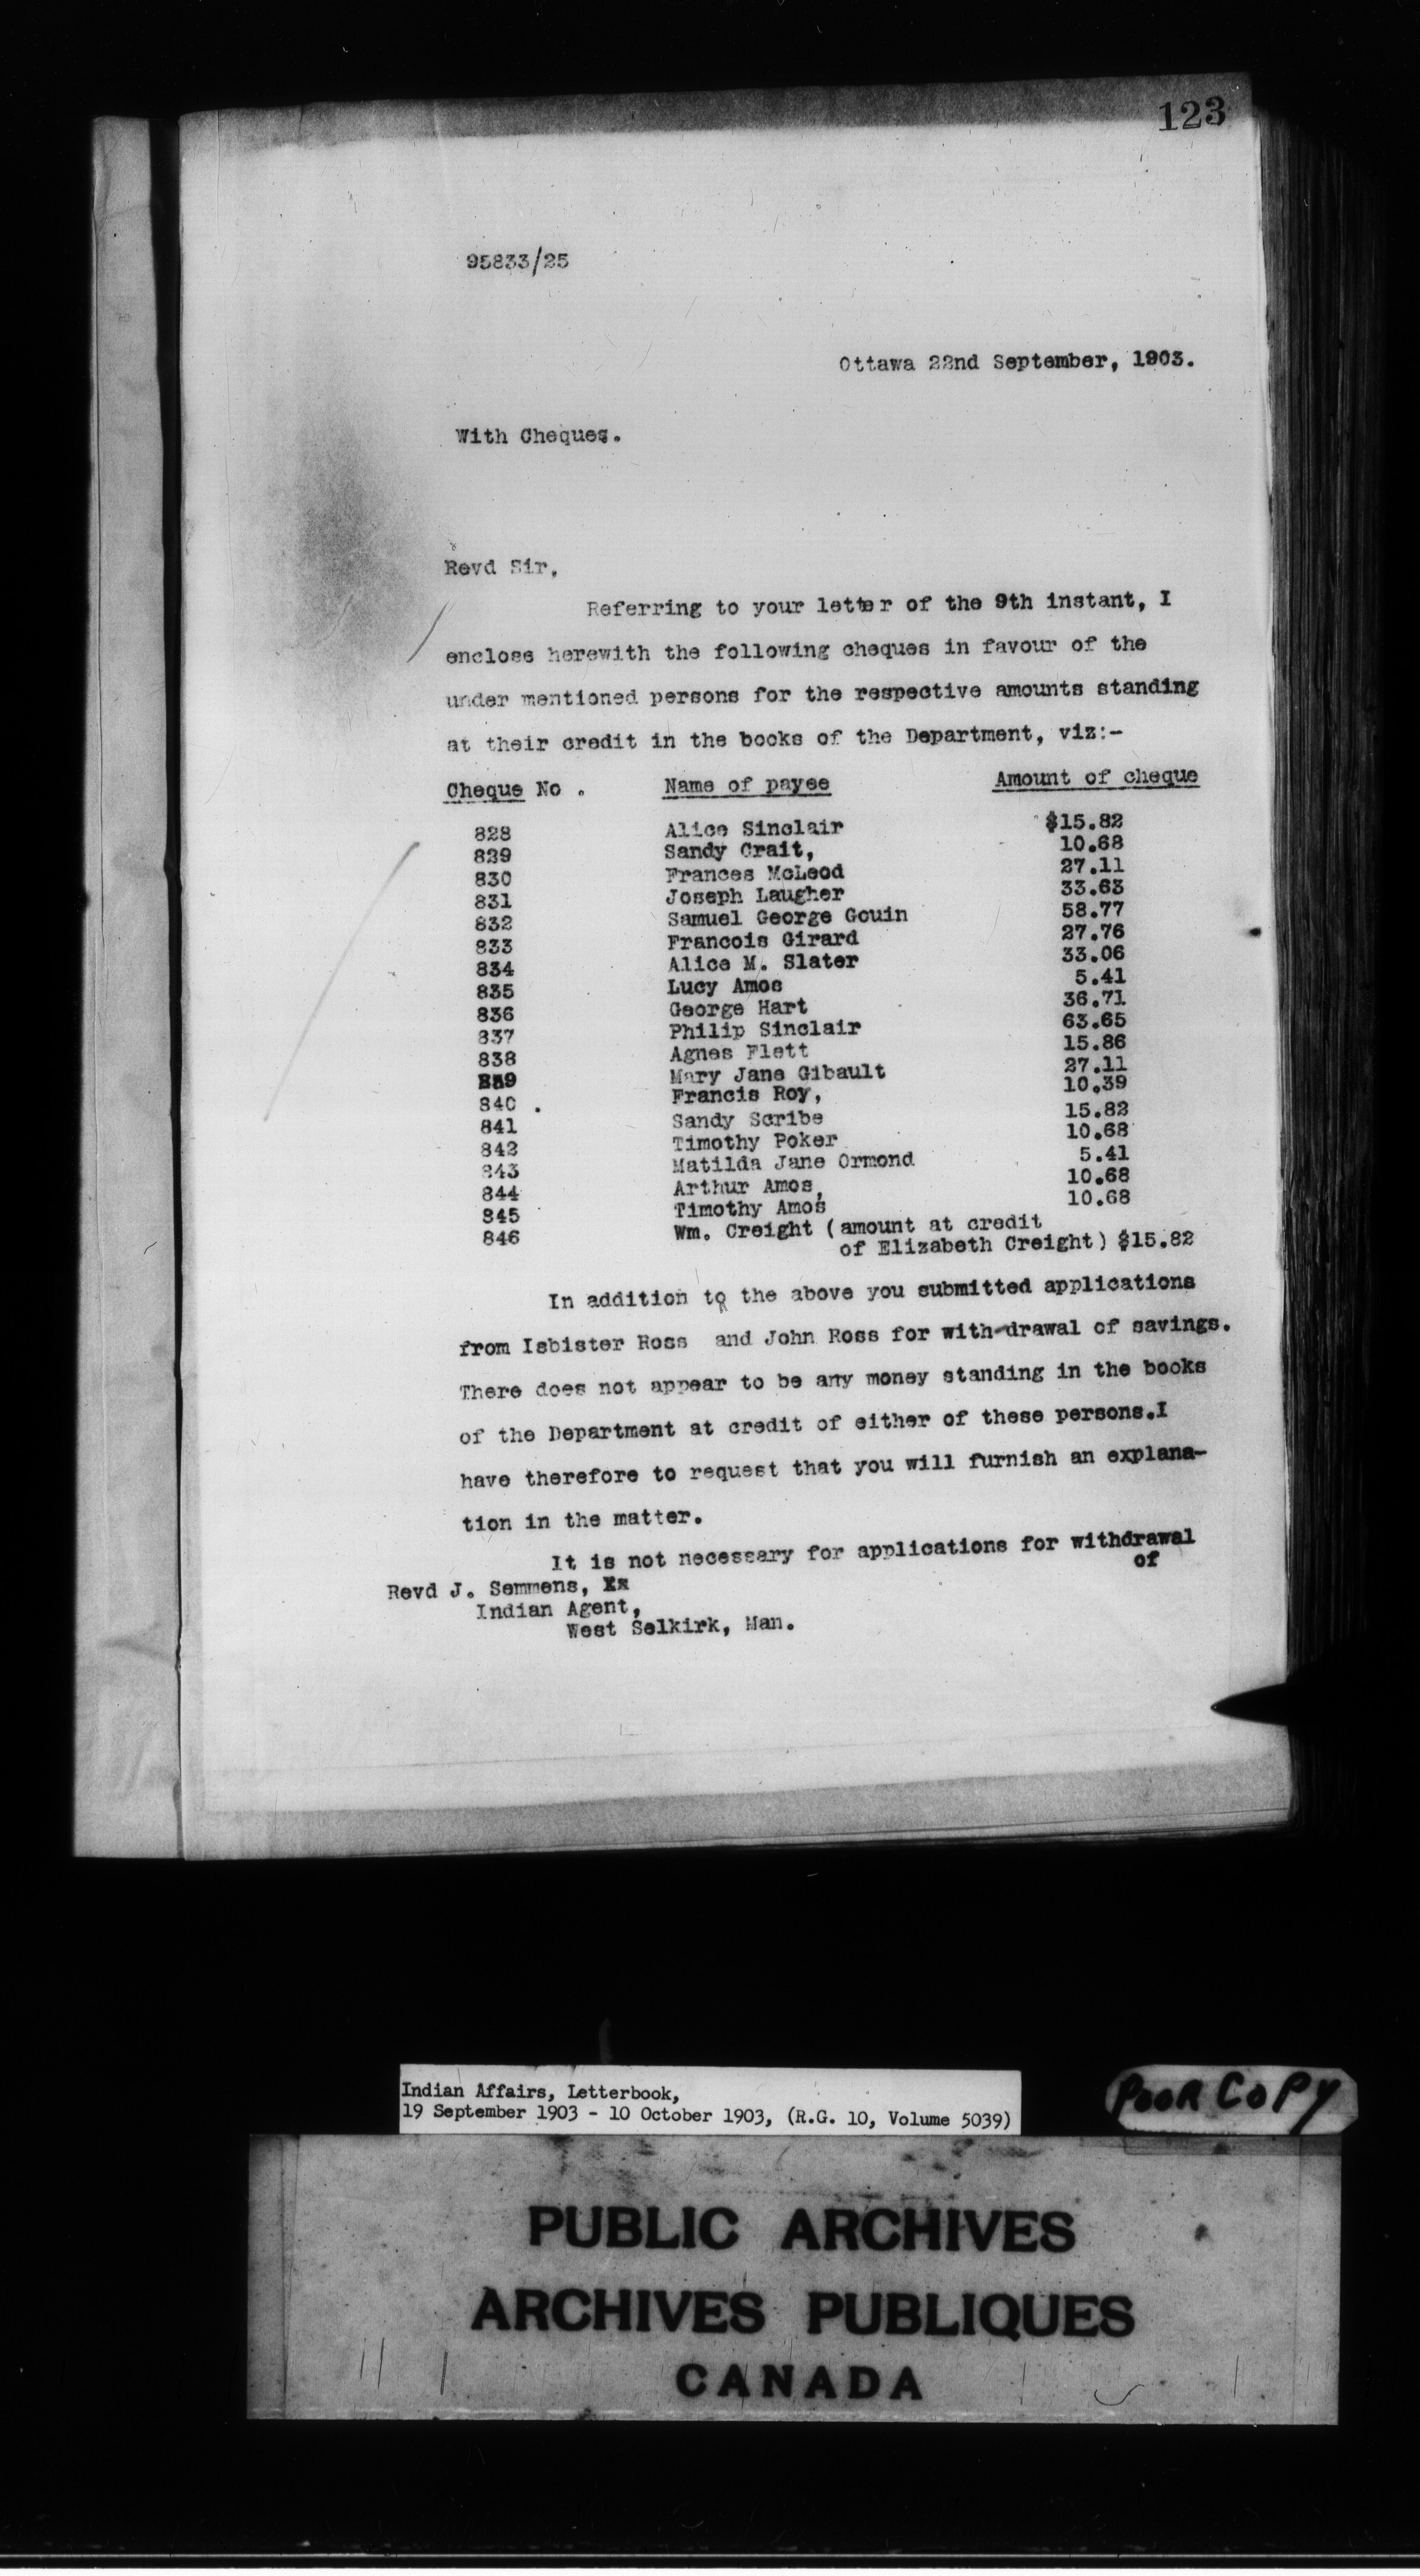 123
95833/25
Ottawa 22nd September, 1903.
With Cheques.
Revd Sir,
Referring to your letter of the 9th instant, I
enclose herewith the following cheques in favour of the
under mentioned persons for the respective amounts standing
at their credit in the books of the Department, viz:-
Cheque No . Name of payee Amount of cheque
828 Alice Sinclair $15.82
829 Sandy Crait, 10.68
830 Frances McLeod 27.11
831 Joseph Laugher 33.63
832 Samuel George Gouin 58.77
833 Francois Girard 27.76
834 Alice M. Slater 33.06
835 Lucy Amos 5.41
836 George Hart 36.71
837 Philip Sinclair 63.65
838 Agnes Flett 15.86
839 Mary Jane Gibault 27.11
840 . Francis Roy, 10.39
841 Sandy Scribe 15.82
842 Timothy Poker 10.68
843 Matilda Jane Ormond 5.41
844 Arthur Amos, 10.68
845 Timothy Amos 10.68
846 Wm. Creight (amount at credit
of Elizabeth Creight) $15.82
In addition to the above you submitted applications
from Isbister Ross and John Ross for with-drawal of savings.
There does not appear to be any money standing in the books
of the Department at credit of either of these persons.I
have therefore to request that you will furnish an explana-
tion in the matter.
It is not necessary for applications for withdrawal
of
Revd J. Semmens,
Indian Agent,
West Selkirk, Man.
Indian Affairs, Letterbook,
19 September 1903 - 10 October 1903, (R.G. 10, Volume 5039)
POOR COPY
PUBLIC ARCHIVES
ARCHIVES PUBLIQUES
CANADA